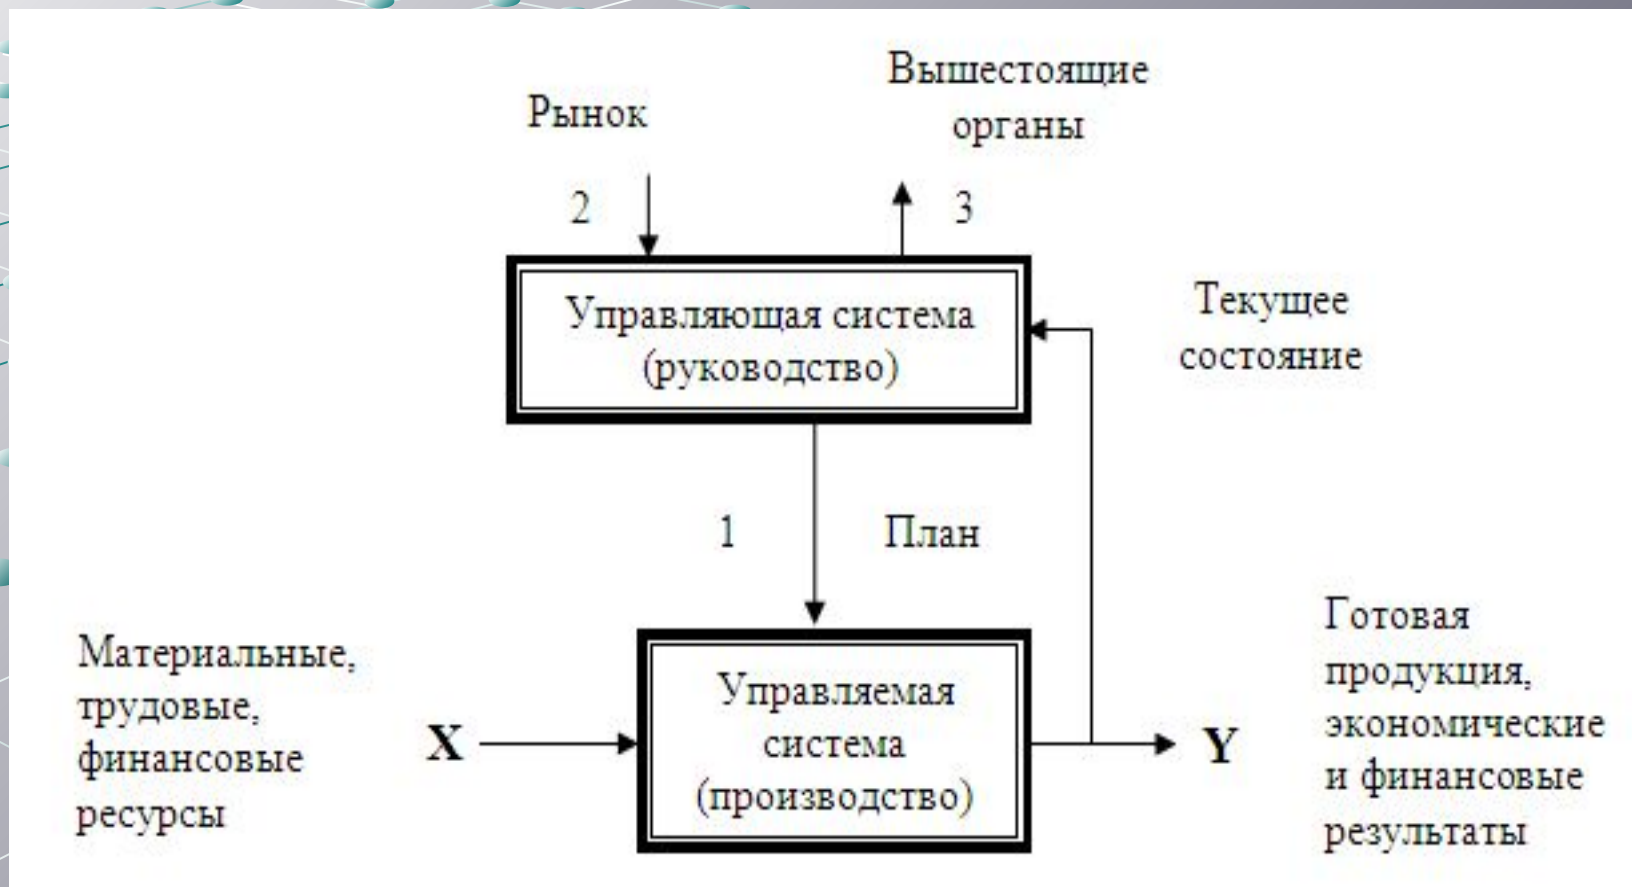 Вышестоящие
органы
Рынок
2
3
Управляющая система
(руководство)
Текущее
состояние
1
План
Материальные,
трудовые,
финансовые
ресурсы
X
Управляемая
система
(производство)
Y
Готовая
продукция,
экономические
и финансовые
результаты